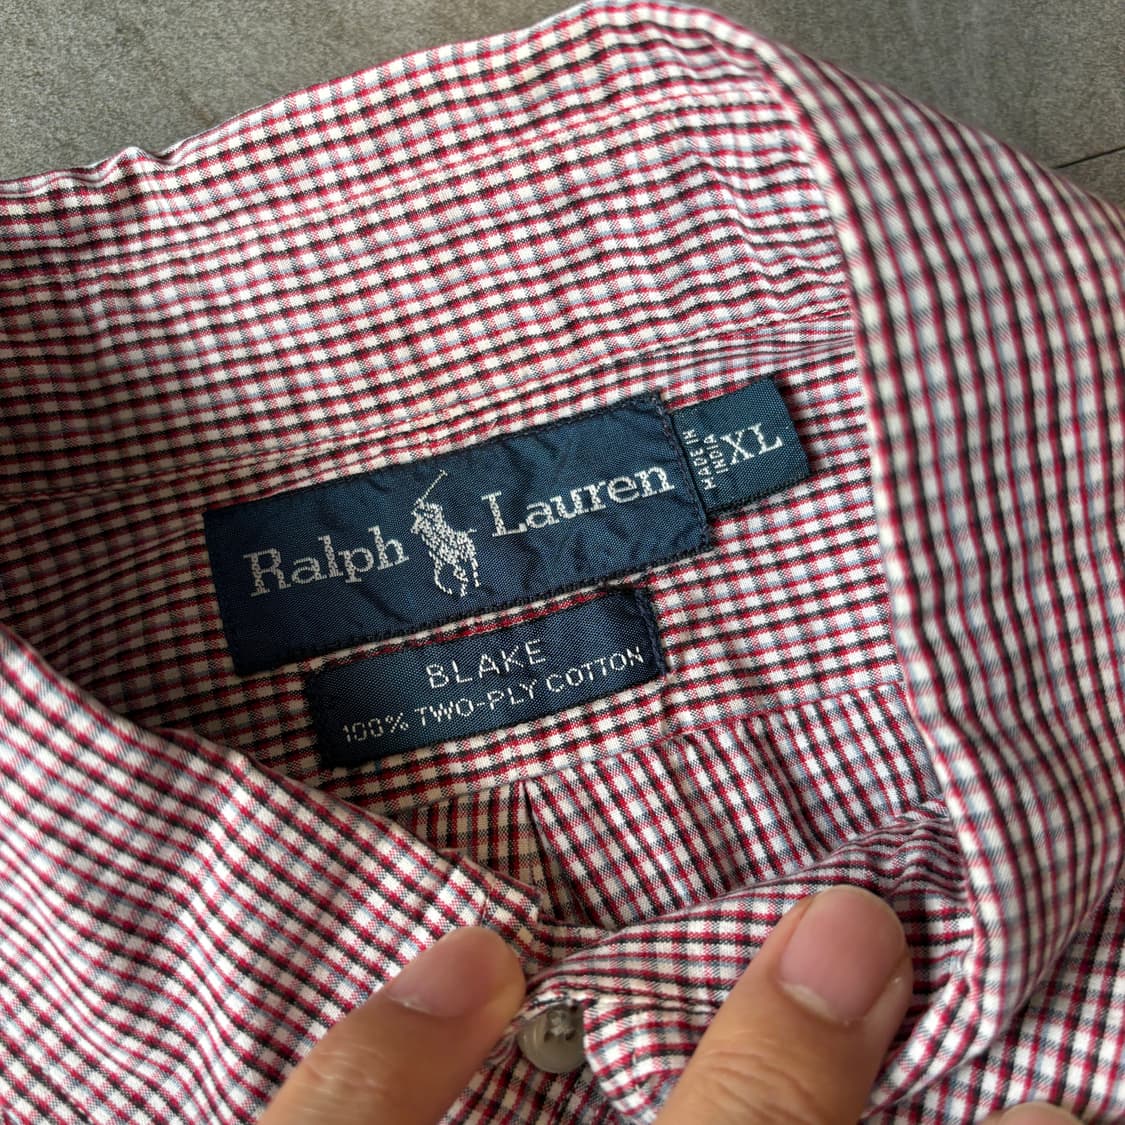 Ralph Lauren
MADE IN
INDIA
XL
BLAKE
100% TWO-PLY COTTON